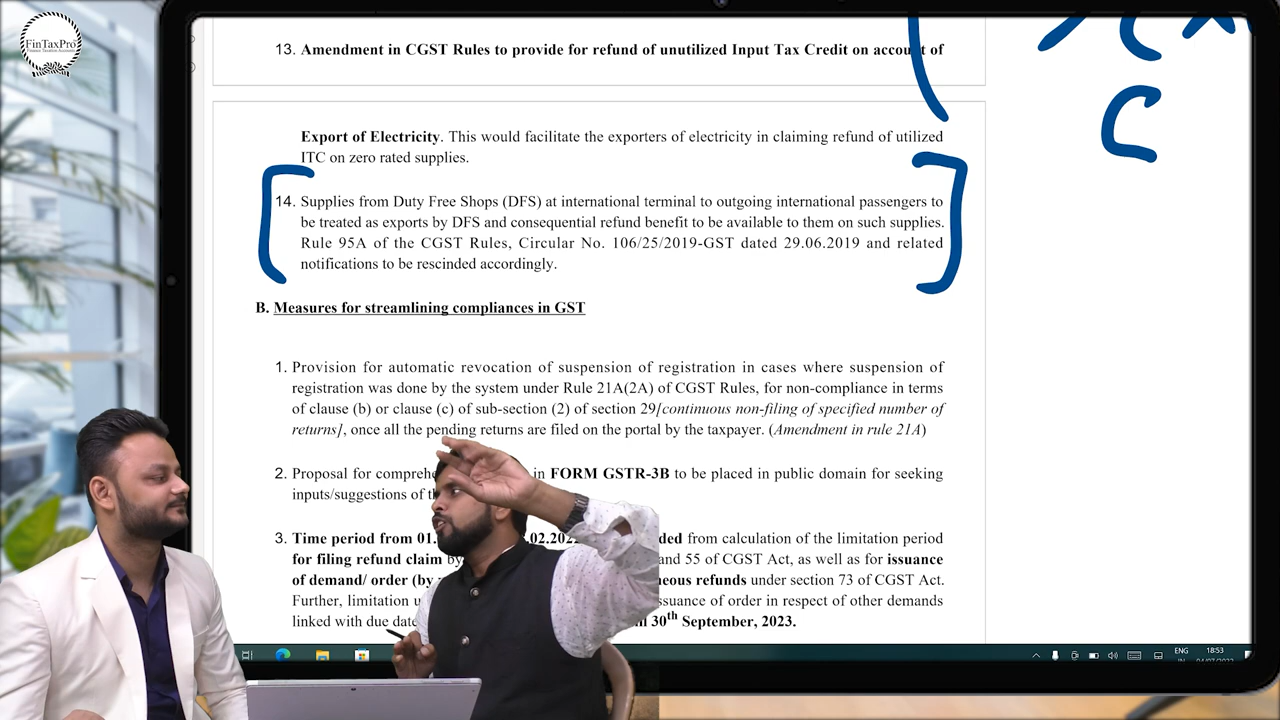 FinTaxPro
13. Amendment in CGST Rules to provide for refund of unutilized Input Tax Credit on account of
Export of Electricity. This would facilitate the exporters of electricity in claiming refund of utilized
ITC on zero rated supplies.
14. Supplies from Duty Free Shops (DFS) at international terminal to outgoing international passengers to
be treated as exports by DFS and consequential refund benefit to be available to them on such supplies.
Rule 95A of the CGST Rules, Circular No. 106/25/2019-GST dated 29.06.2019 and related
notifications to be rescinded accordingly.
B. Measures for streamlining compliances in GST
1. Provision for automatic revocation of suspension of registration in cases where suspension of
registration was done by the system under Rule 21A(2A) of CGST Rules, for non-compliance in terms
of clause (b) or clause (c) of sub-section (2) of section 29[continuous non-filing of specified number of
returns], once all the pending returns are filed on the portal by the taxpayer. (Amendment in rule 21A)
2. Proposal for in FORM GSTR-3B to be placed in public domain for seeking
inputs/suggestions of
3. Time period from 01. from calculation of the limitation period
for filing refund claim and 55 of CGST Act, as well as for issuance
of demand/ order (by refunds under section 73 of CGST Act.
Further, limitation of order in respect of other demands
linked with due 30th September, 2023.
ENG
18:53